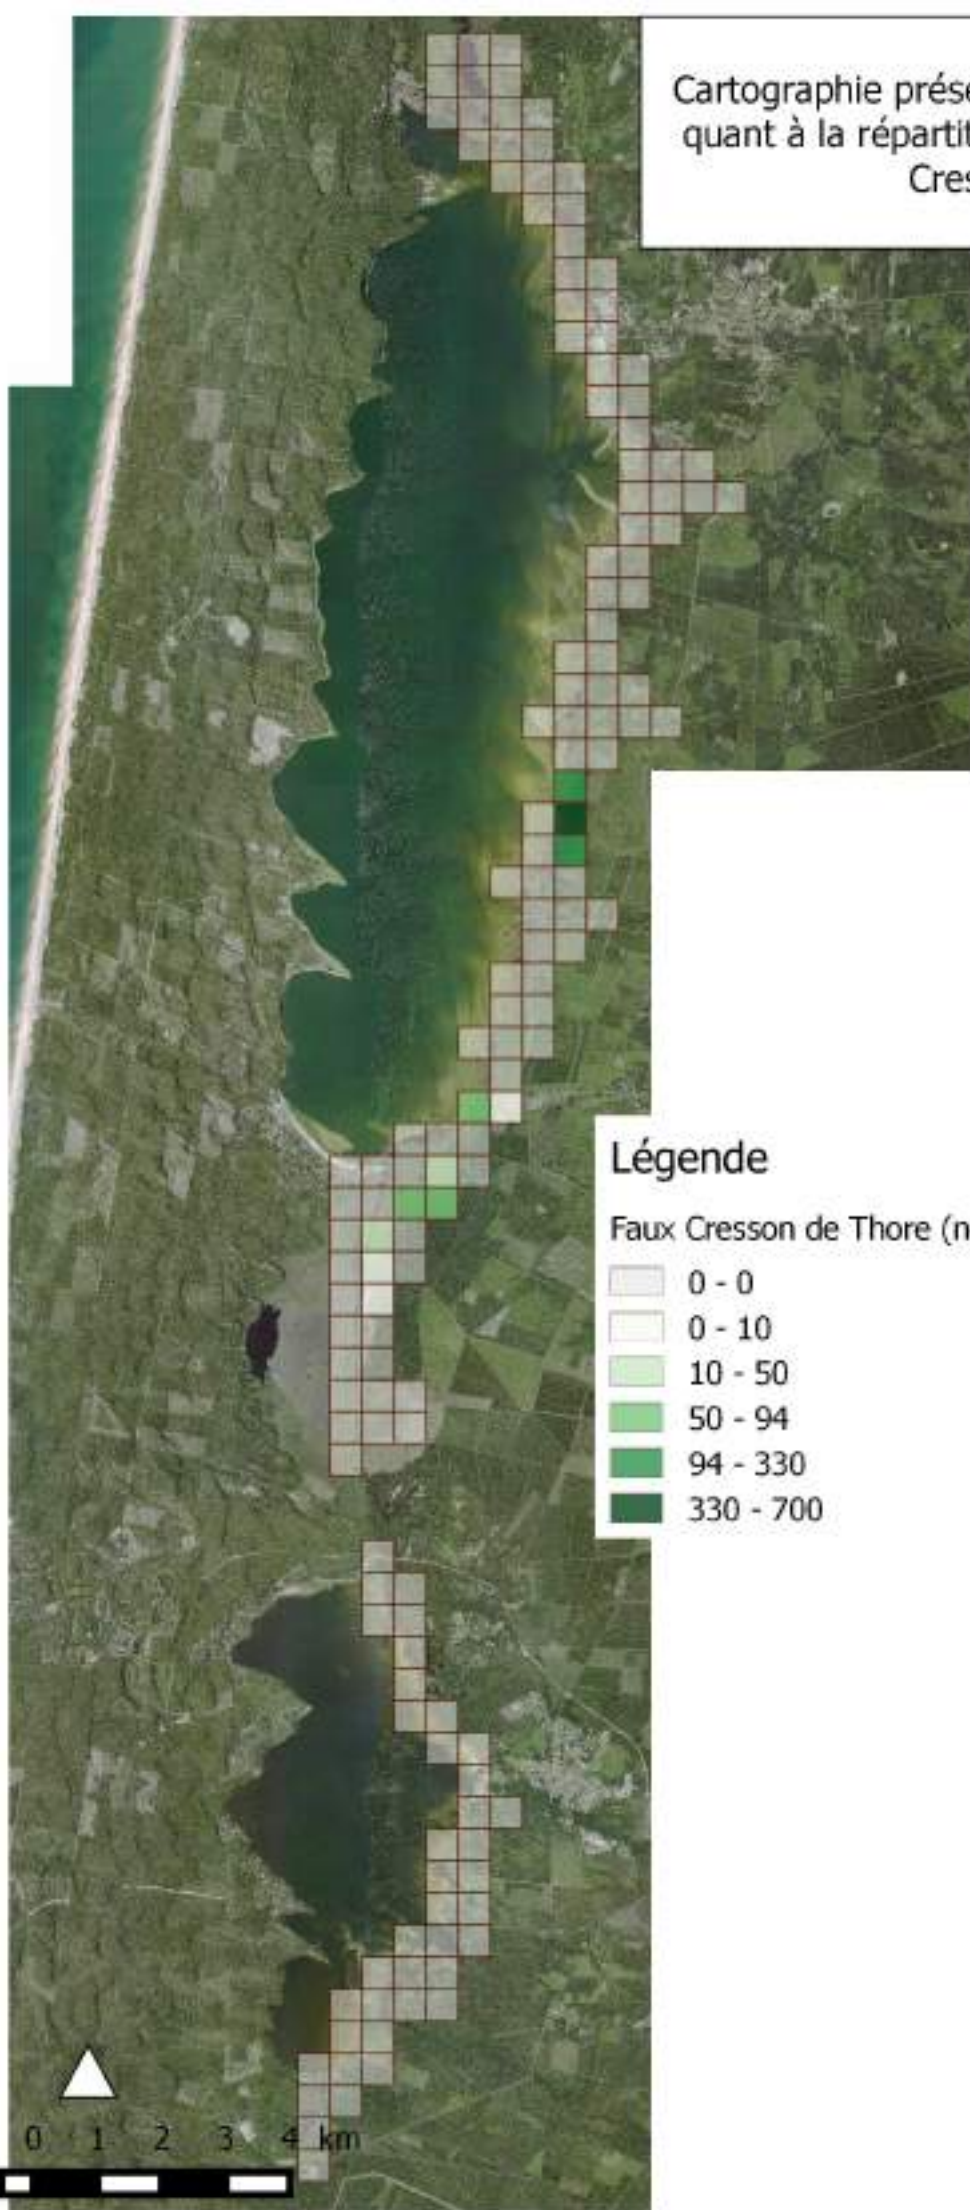 Cartographie prése
quant à la répartit
Cres
Légende
Faux Cresson de Thore (n
0 - 0
0 - 10
10 - 50
50 - 94
94 - 330
330 - 700
0 1 2 3 4 km